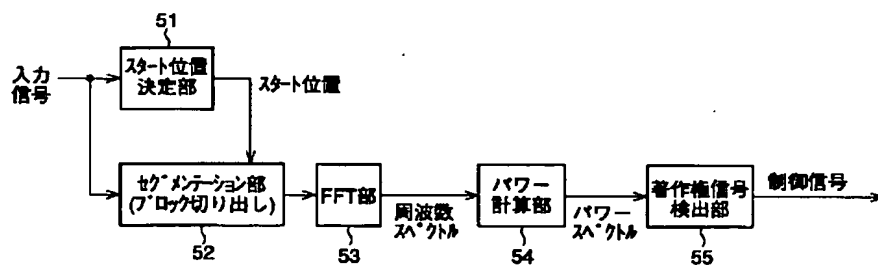 51
スタート位置
決定部
入力
信号
スタート位置
セグメンテーション部
(ブロック切り出し)
52
FFT部
53
周波数
スペクトル
パワー
計算部
54
パワー
スペクトル
著作権信号
検出部
55
制御信号